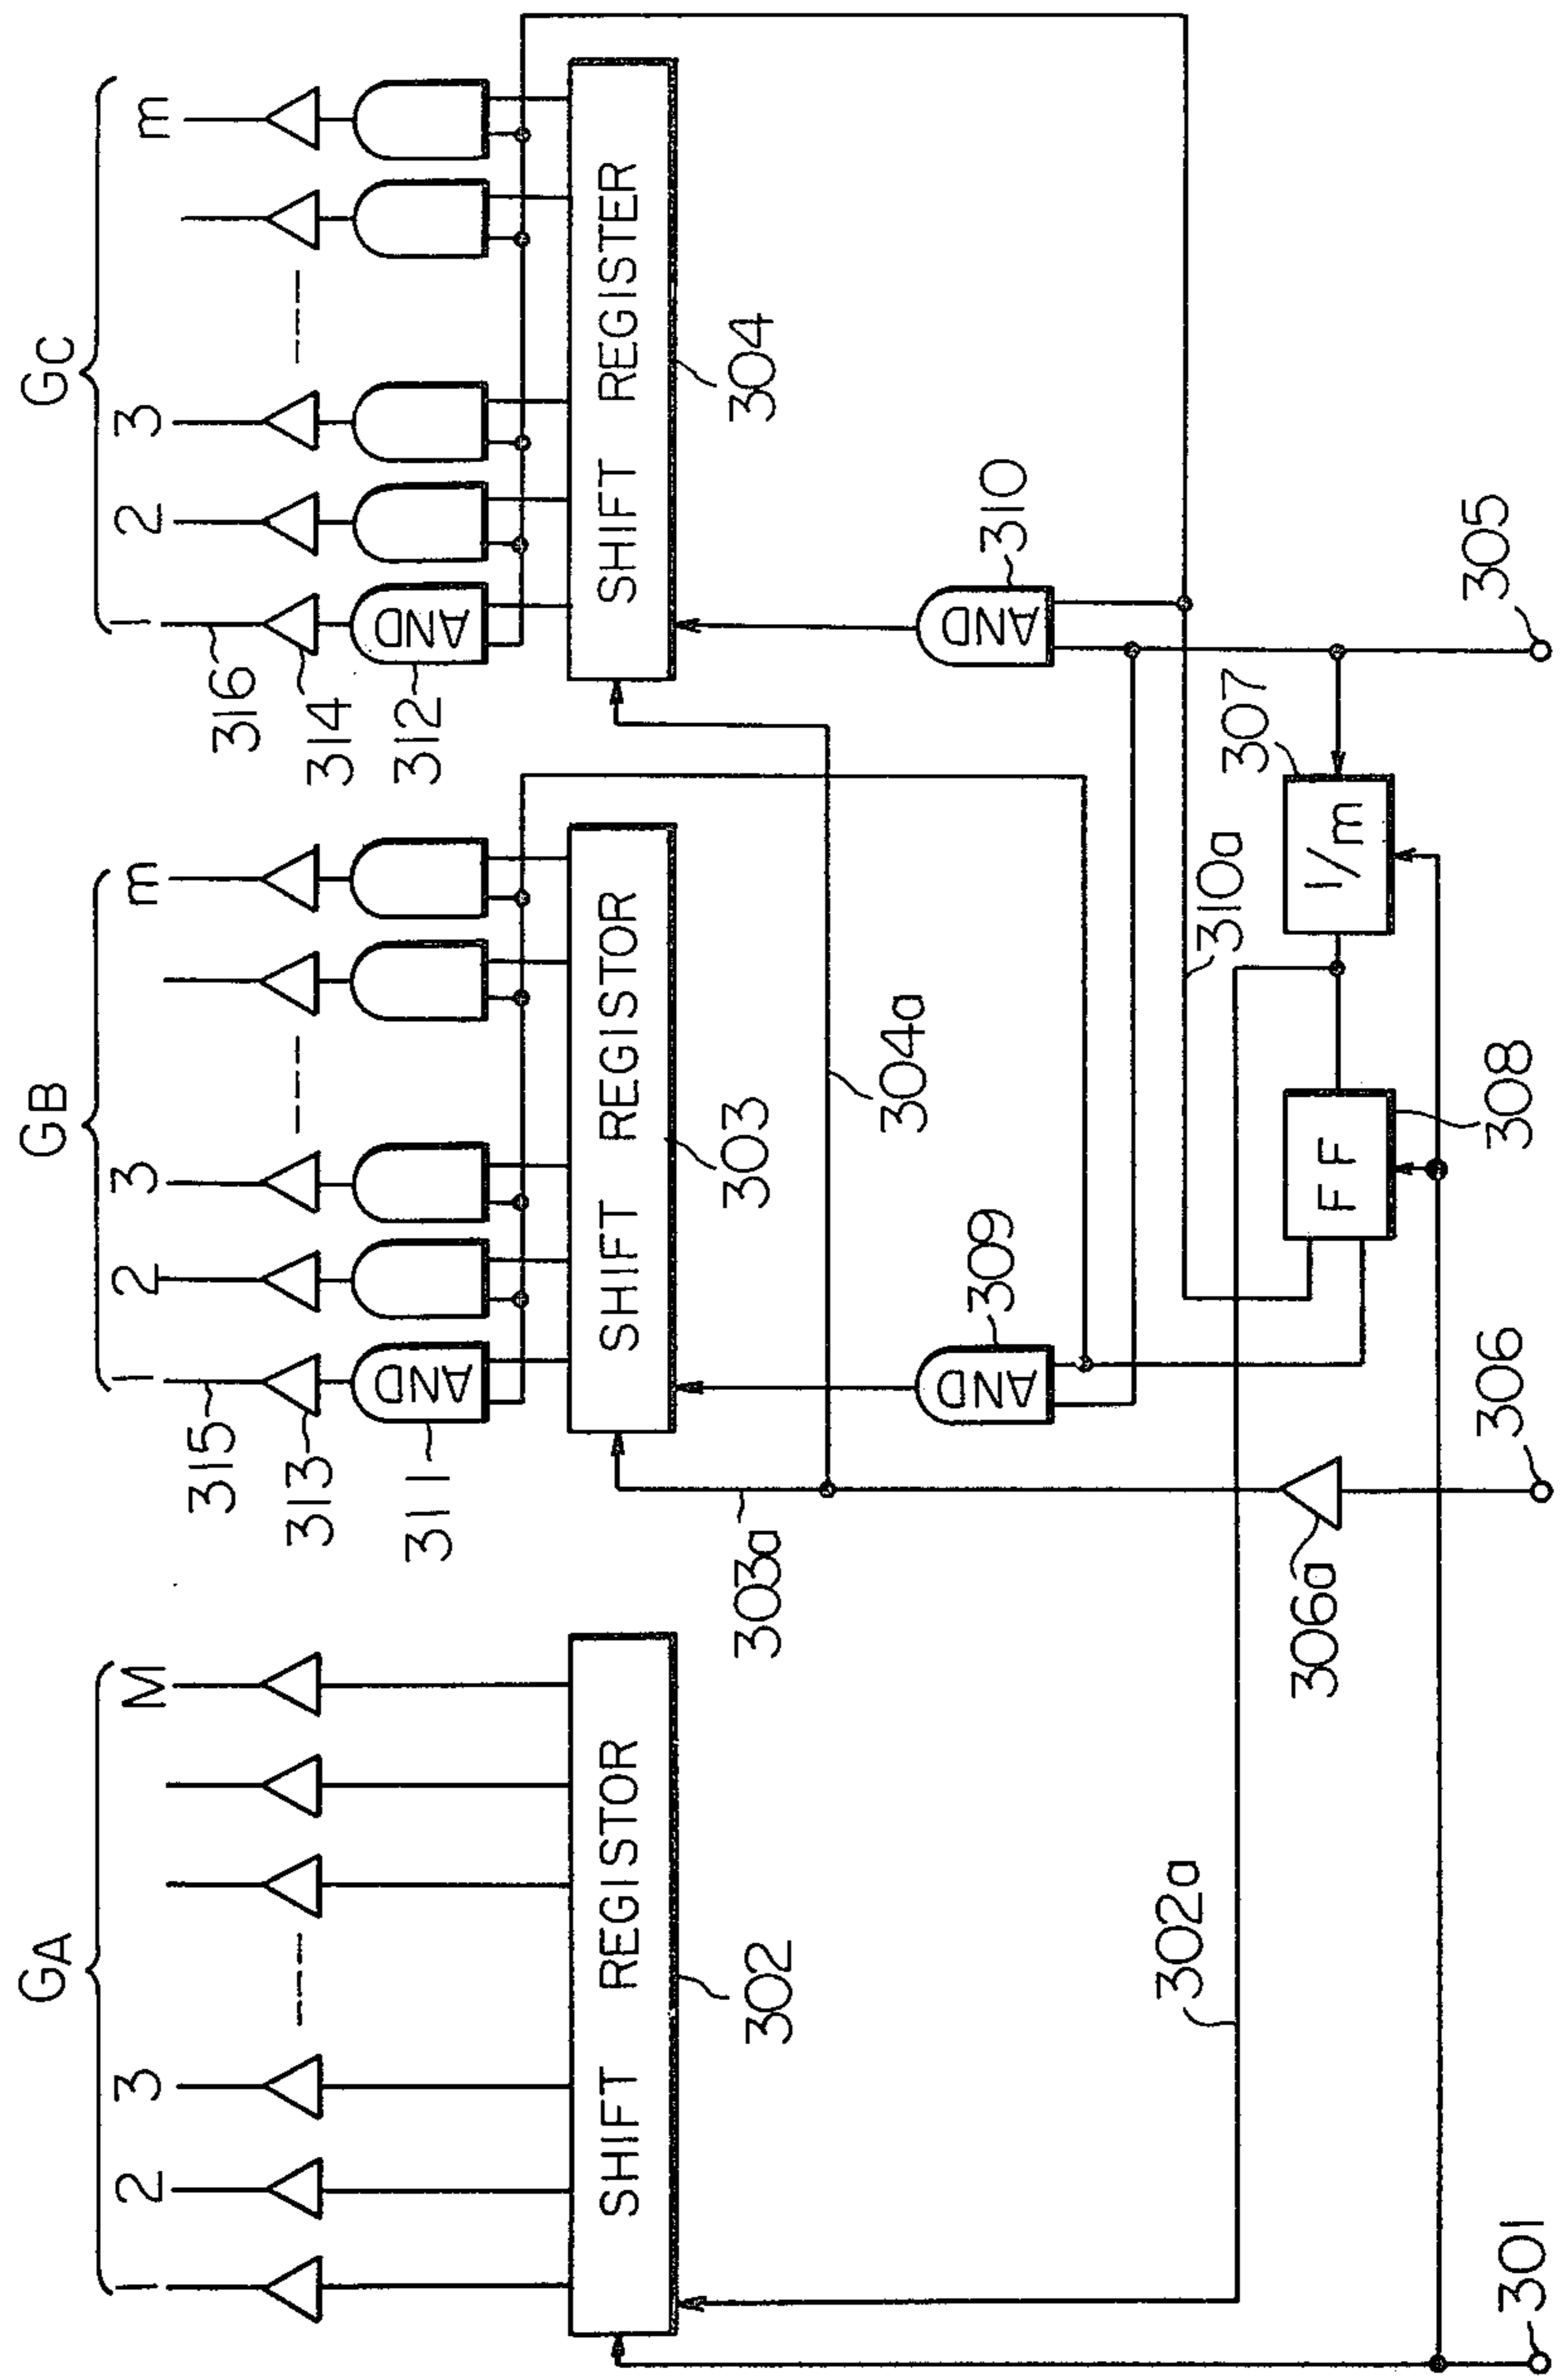 GA
GB
GC
1 2 3 M
1 2 3 m
1 2 3 m
315
316
313
314
311
AND
312
AND
SHIFT REGISTOR
SHIFT REGISTOR
SHIFT REGISTER
302
303
304
303a
304a
309
AND
310
AND
302a
310a
306a
FF
308
1/m
307
301
306
305